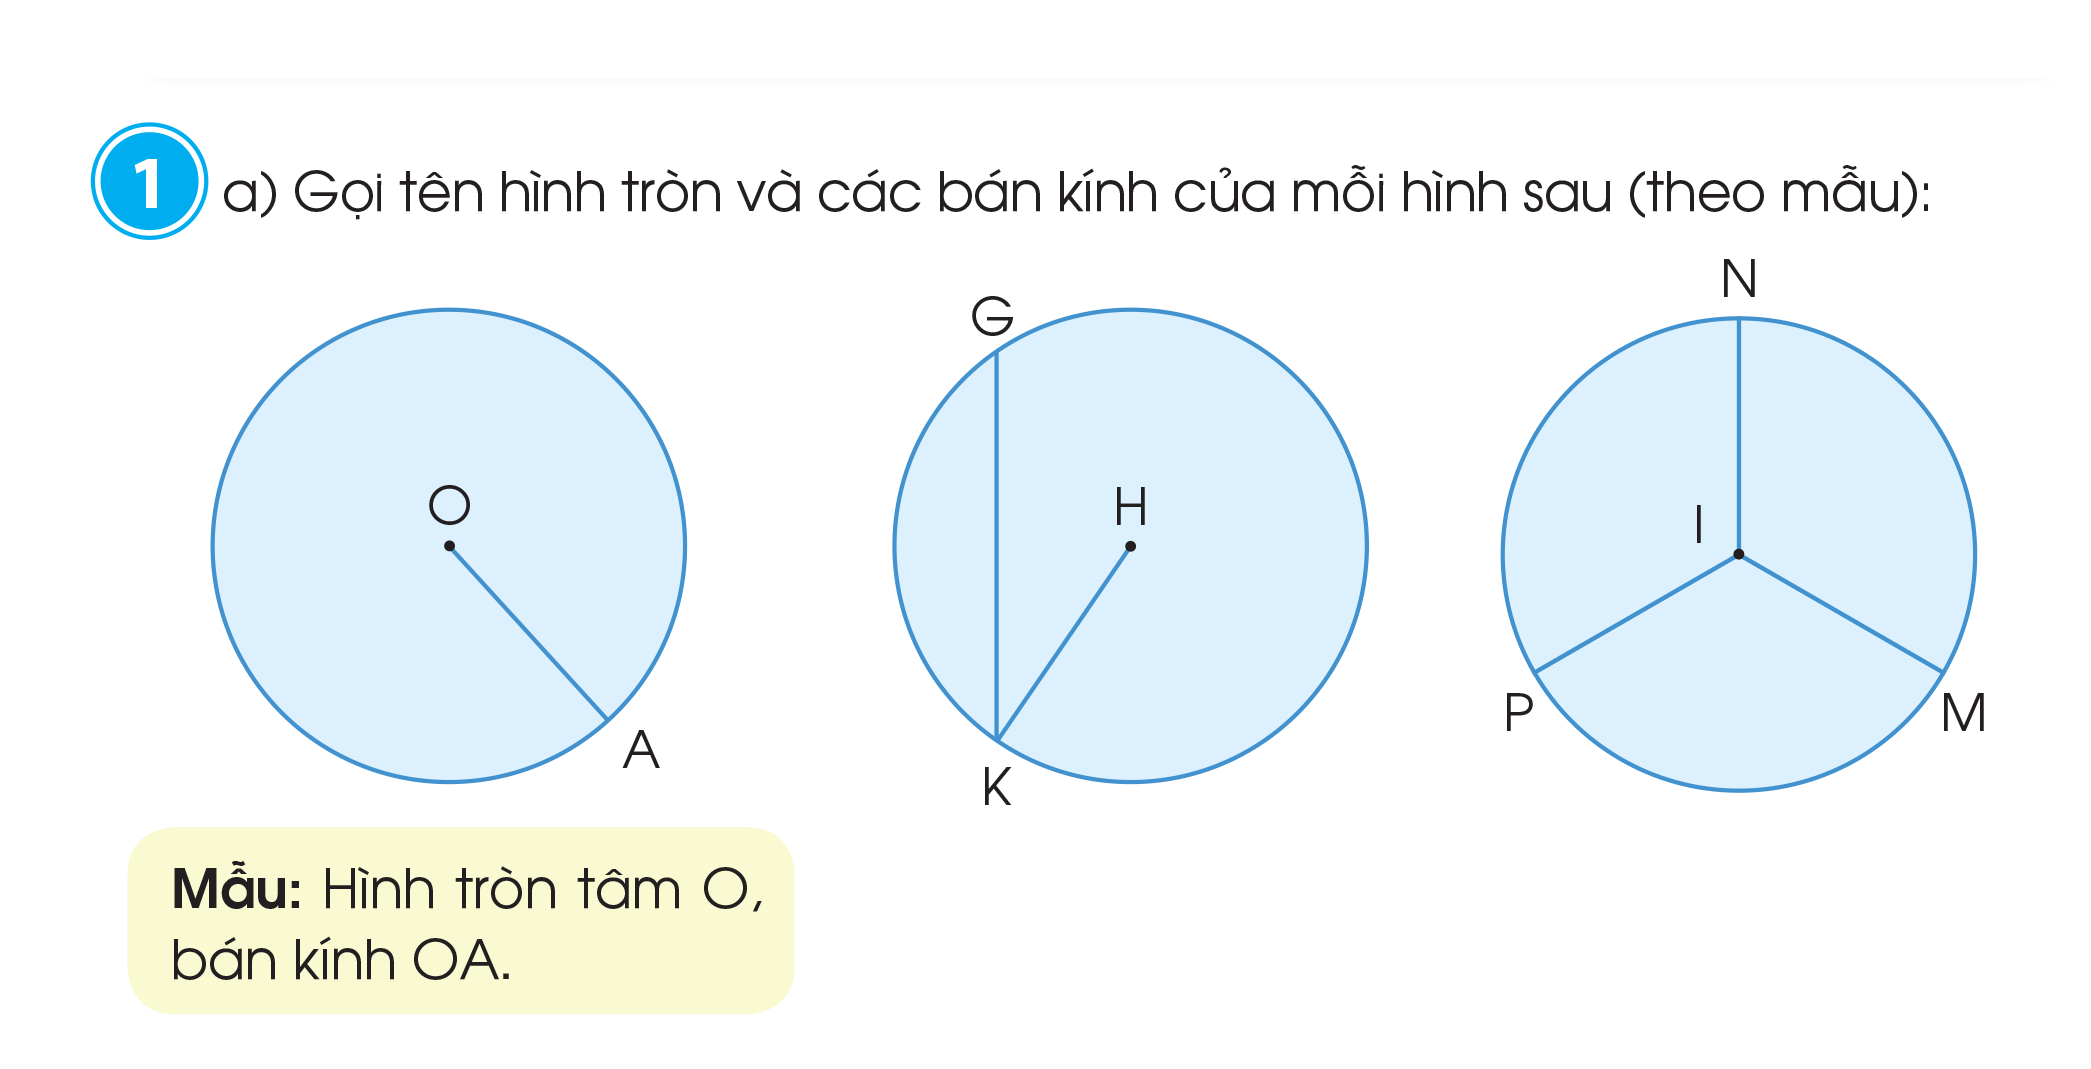 1 a) Gọi tên hình tròn và các bán kính của mỗi hình sau (theo mẫu):
N
G
O
H
I
A
P
M
K
Mẫu: Hình tròn tâm O,
bán kính OA.